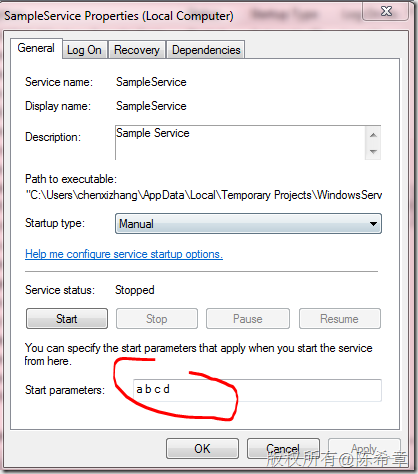 SampleService Properties (Local Computer)
General Log On Recovery Dependencies
Service name: SampleService
Display name: SampleService
Description: Sample Service
Path to executable:
"C:\Users\chenxizhang\AppData\Local\Temporary Projects\WindowsServ
Startup type: Manual
Help me configure service startup options.
Service status: Stopped
Start Stop Pause Resume
You can specify the start parameters that apply when you start the service
from here.
Start parameters: a b c d
OK Cancel Apply
版权所有@陈希章